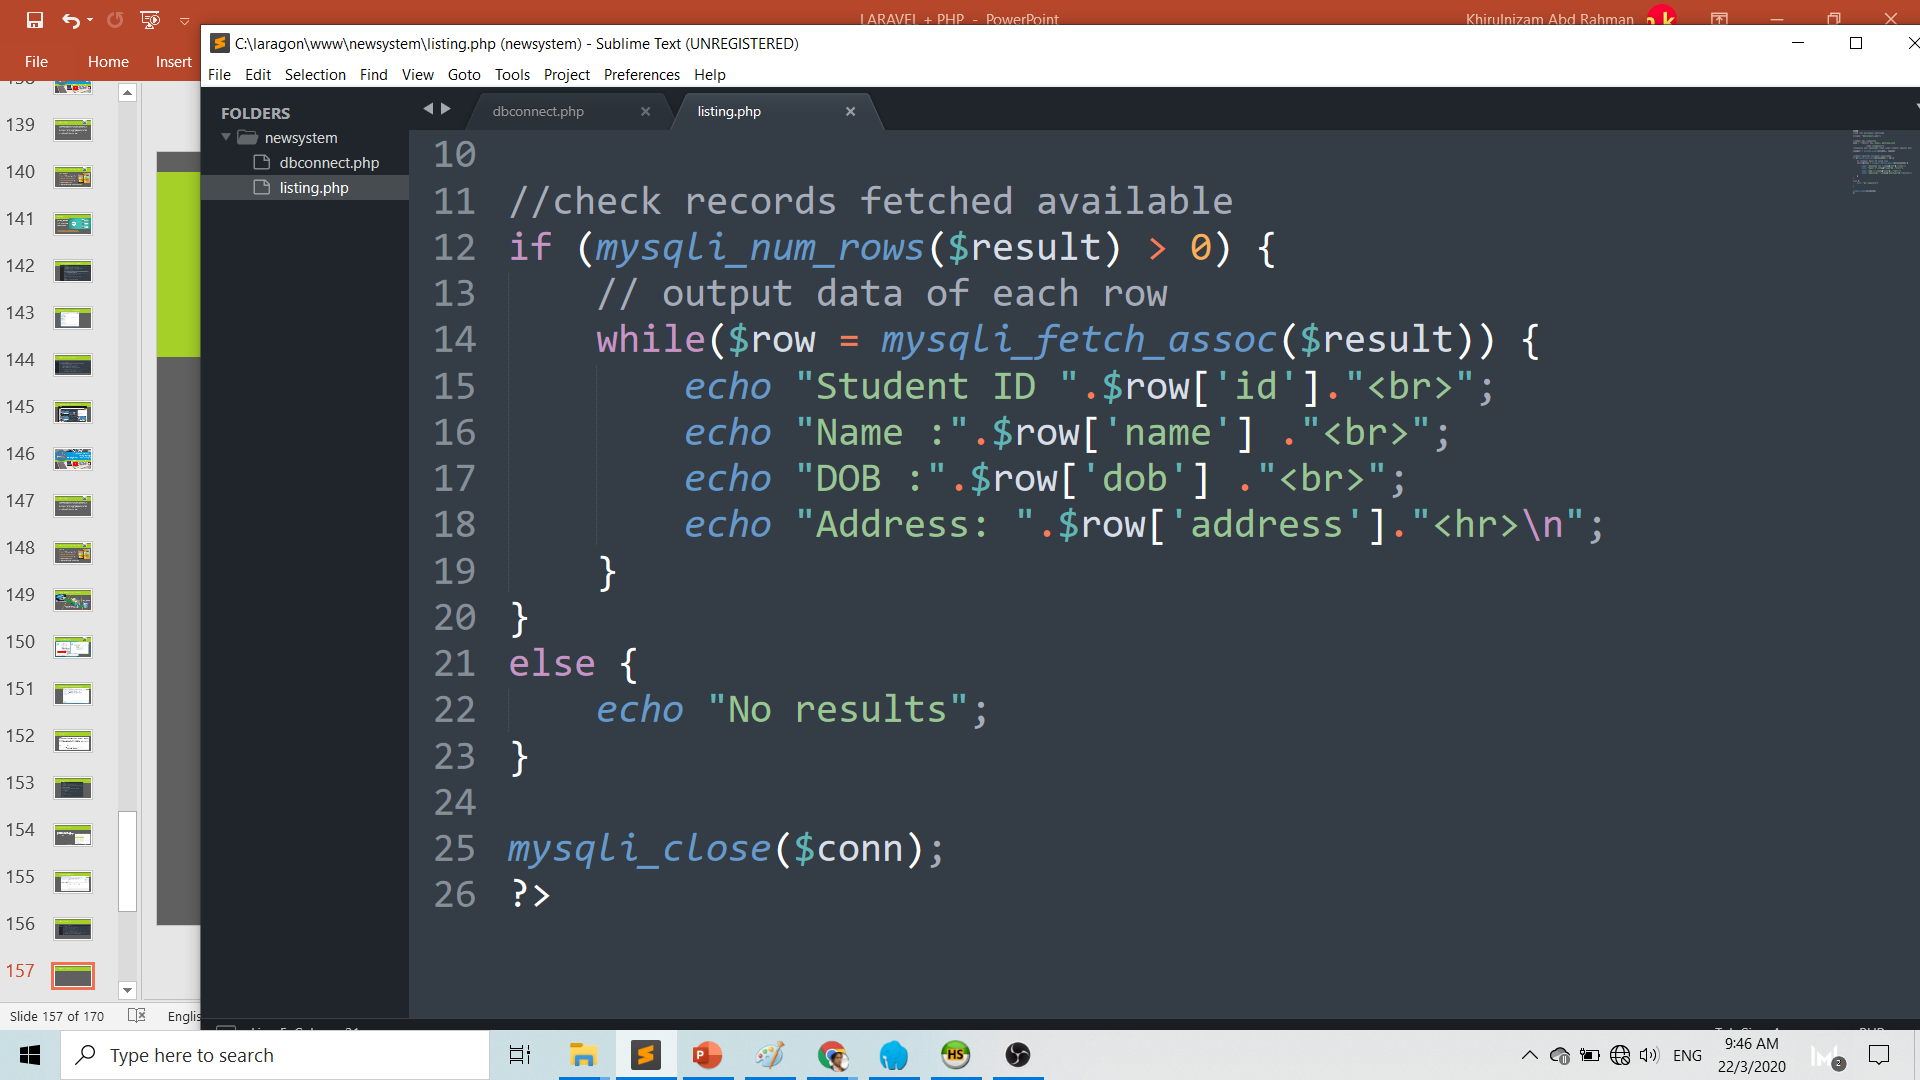 LARAVEL + PHP - PowerPoint
Khirulnizam Abd Rahman
File Home Insert
C:\laragon\www\newsystem\listing.php (newsystem) - Sublime Text (UNREGISTERED)
File Edit Selection Find View Goto Tools Project Preferences Help
FOLDERS
newsystem
dbconnect.php
listing.php
dbconnect.php
listing.php
10
11 //check records fetched available
12 if (mysqli_num_rows($result) > 0) {
13     // output data of each row
14     while($row = mysqli_fetch_assoc($result)) {
15         echo "Student ID ".$row['id']."<br>";
16         echo "Name :".$row['name'] ."<br>";
17         echo "DOB :".$row['dob'] ."<br>";
18         echo "Address: ".$row['address']."<hr>\n";
19     }
20 }
21 else {
22     echo "No results";
23 }
24
25 mysqli_close($conn);
26 ?>
139
140
141
142
143
144
145
146
147
148
149
150
151
152
153
154
155
156
157
Slide 157 of 170
Type here to search
HS
ENG
9:46 AM
22/3/2020
2